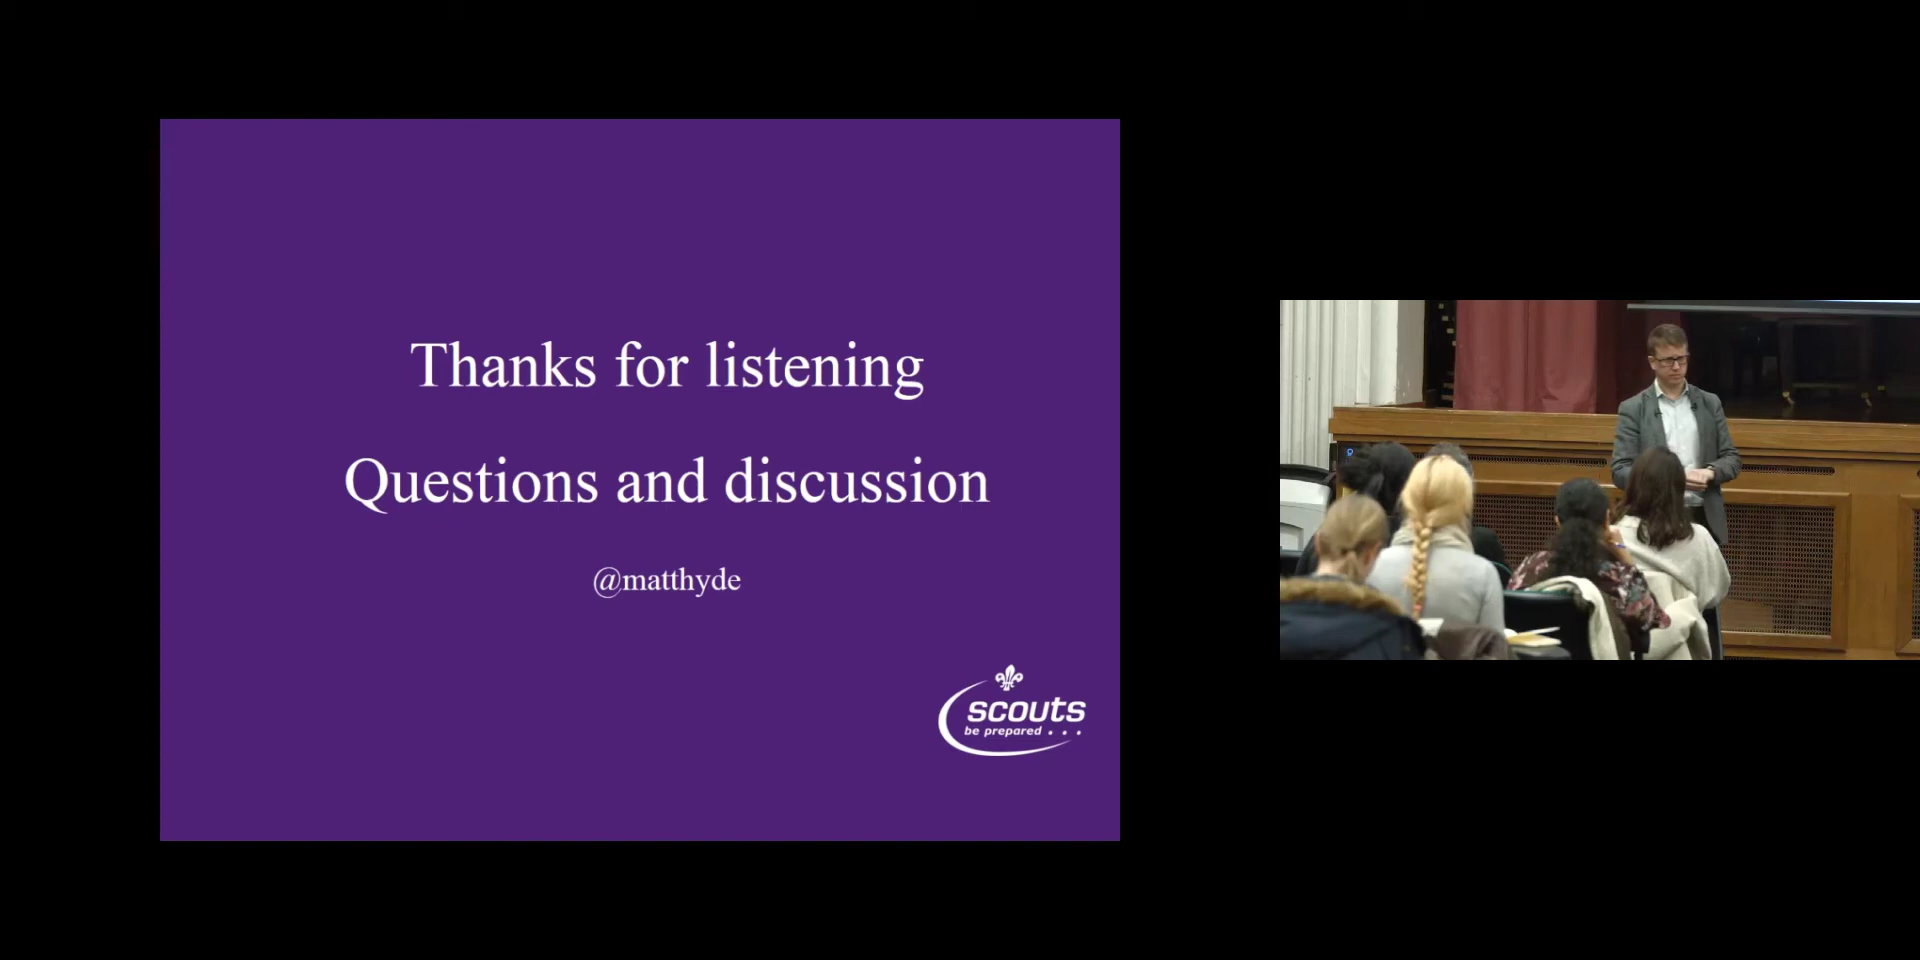 Thanks for listening
Questions and discussion
@matthyde
scouts
be prepared . . .